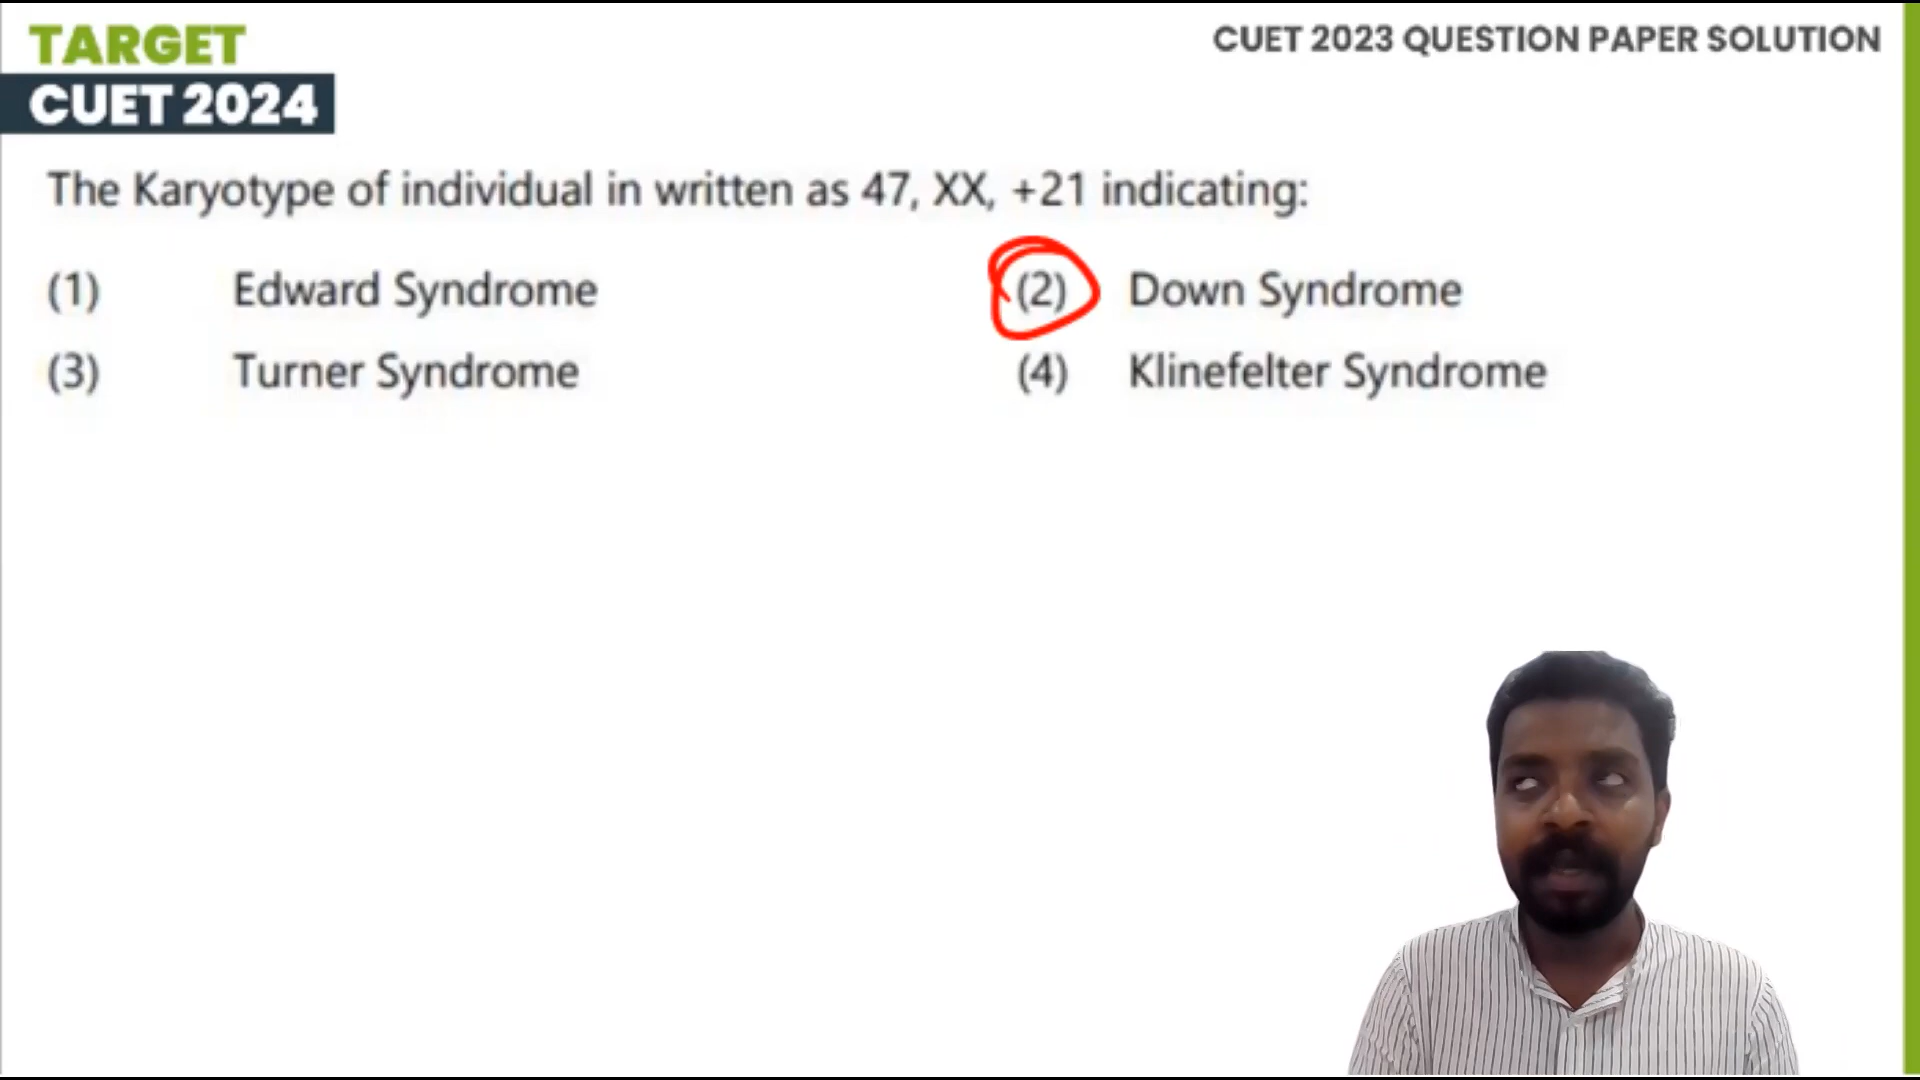 TARGET
CUET 2024
CUET 2023 QUESTION PAPER SOLUTION
The Karyotype of individual in written as 47, XX, +21 indicating:
(1) Edward Syndrome (2) Down Syndrome
(3) Turner Syndrome (4) Klinefelter Syndrome